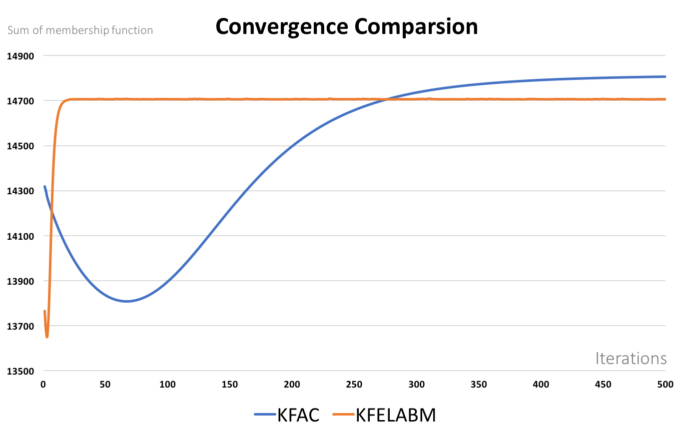 Convergence Comparsion
Sum of membership function
14900
14700
14500
14300
14100
13900
13700
13500
0 50 100 150 200 250 300 350 400 450 500
Iterations
KFAC KFELABM